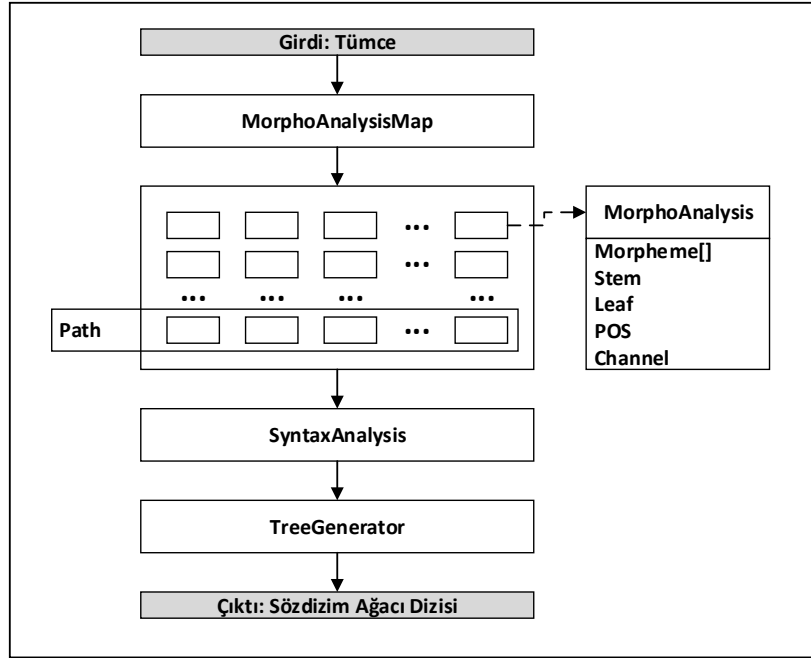 Girdi: Tümce
MorphoAnalysisMap
...
...
... ... ... ...
Path
...
MorphoAnalysis
Morpheme[]
Stem
Leaf
POS
Channel
SyntaxAnalysis
TreeGenerator
Çıktı: Sözdizim Ağacı Dizisi